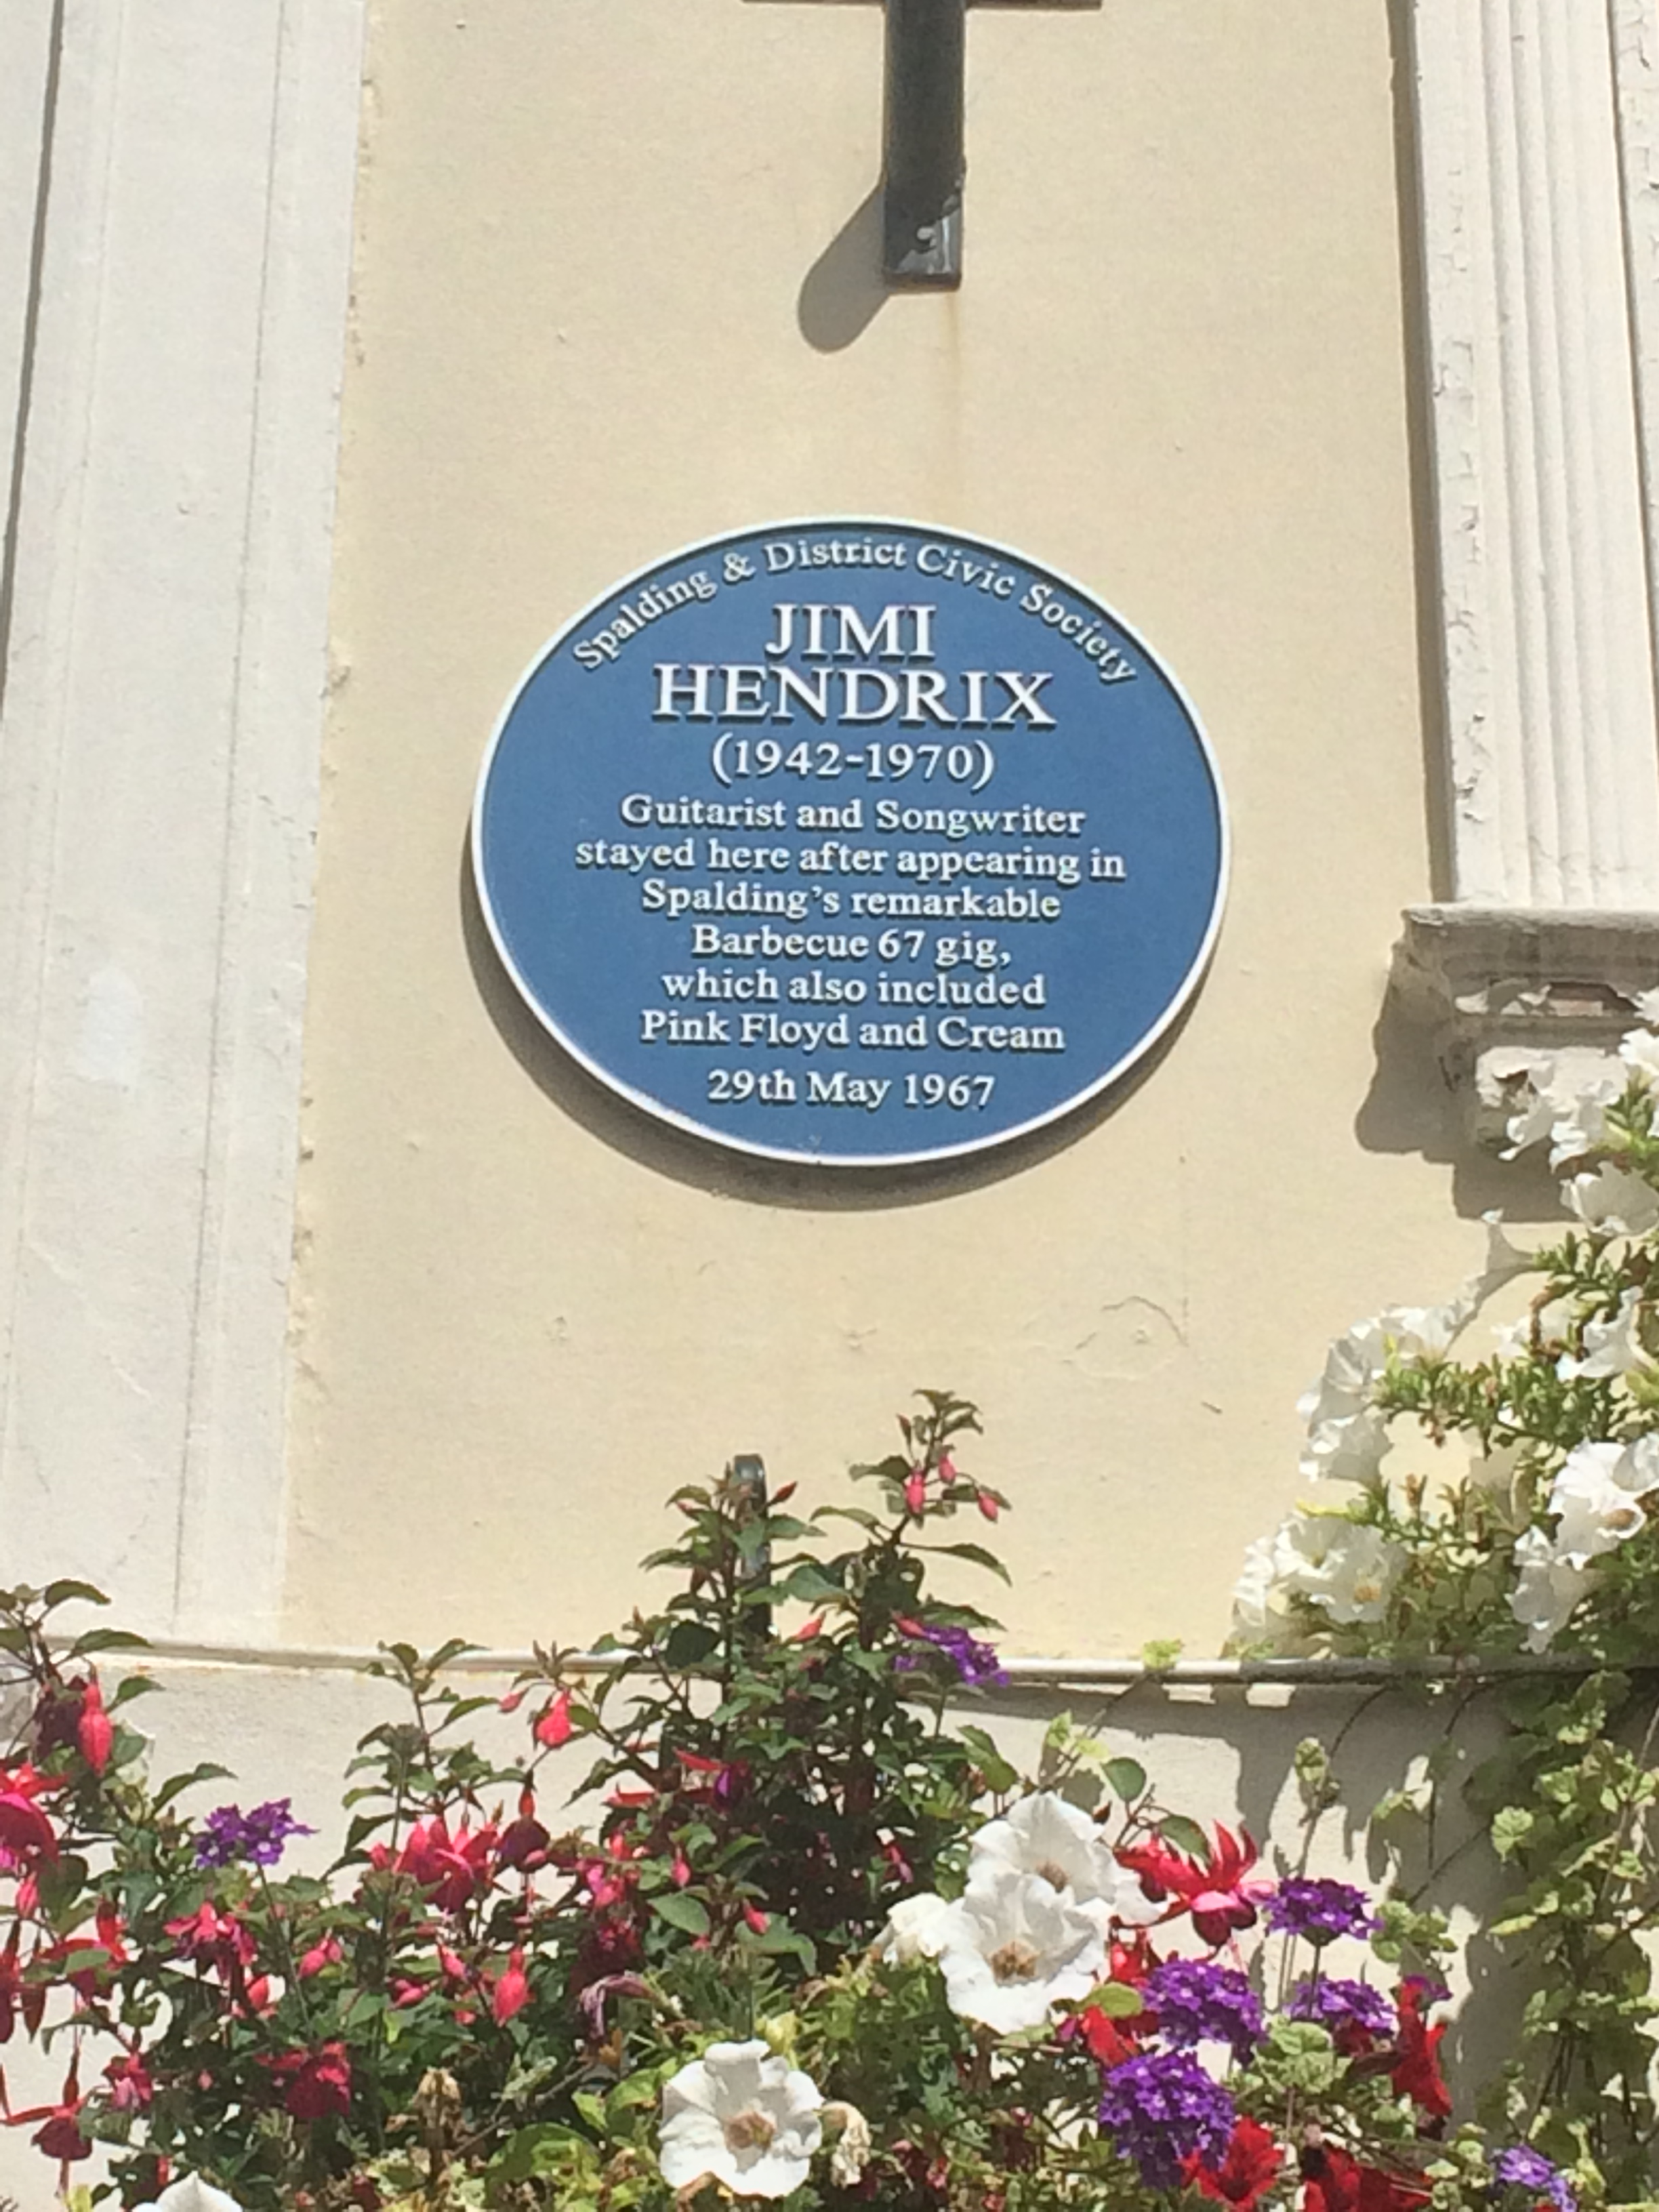 Spalding & District Civic Society
JIMI
HENDRIX
(1942-1970)
Guitarist and Songwriter
stayed here after appearing in
Spalding's remarkable
Barbecue 67 gig,
which also included
Pink Floyd and Cream
29th May 1967